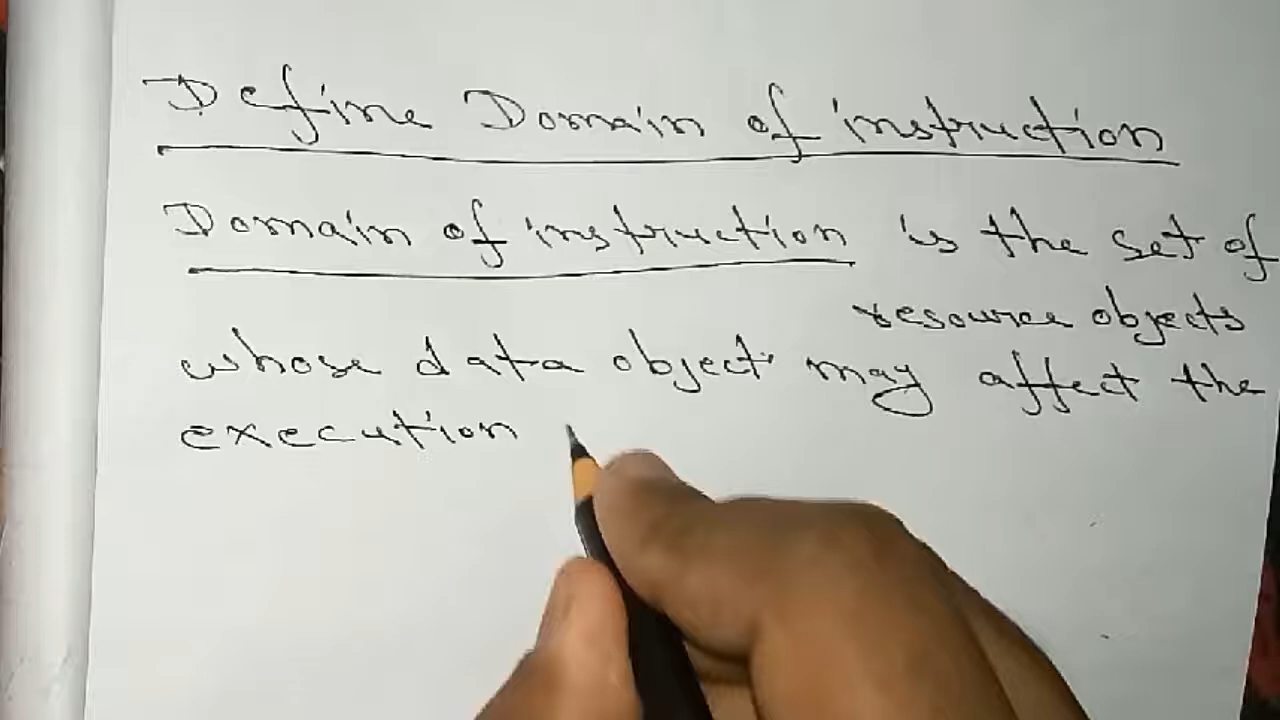 Define Domain of instruction
Domain of instruction is the set of
resource objects
whose data object may affect the
execution